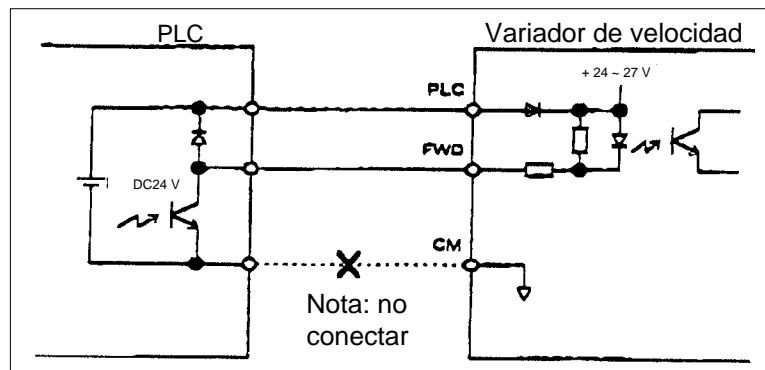 PLC
Variador de velocidad
+ 24 ~ 27 V
PLC
FWD
DC24 V
CM
Nota: no
conectar